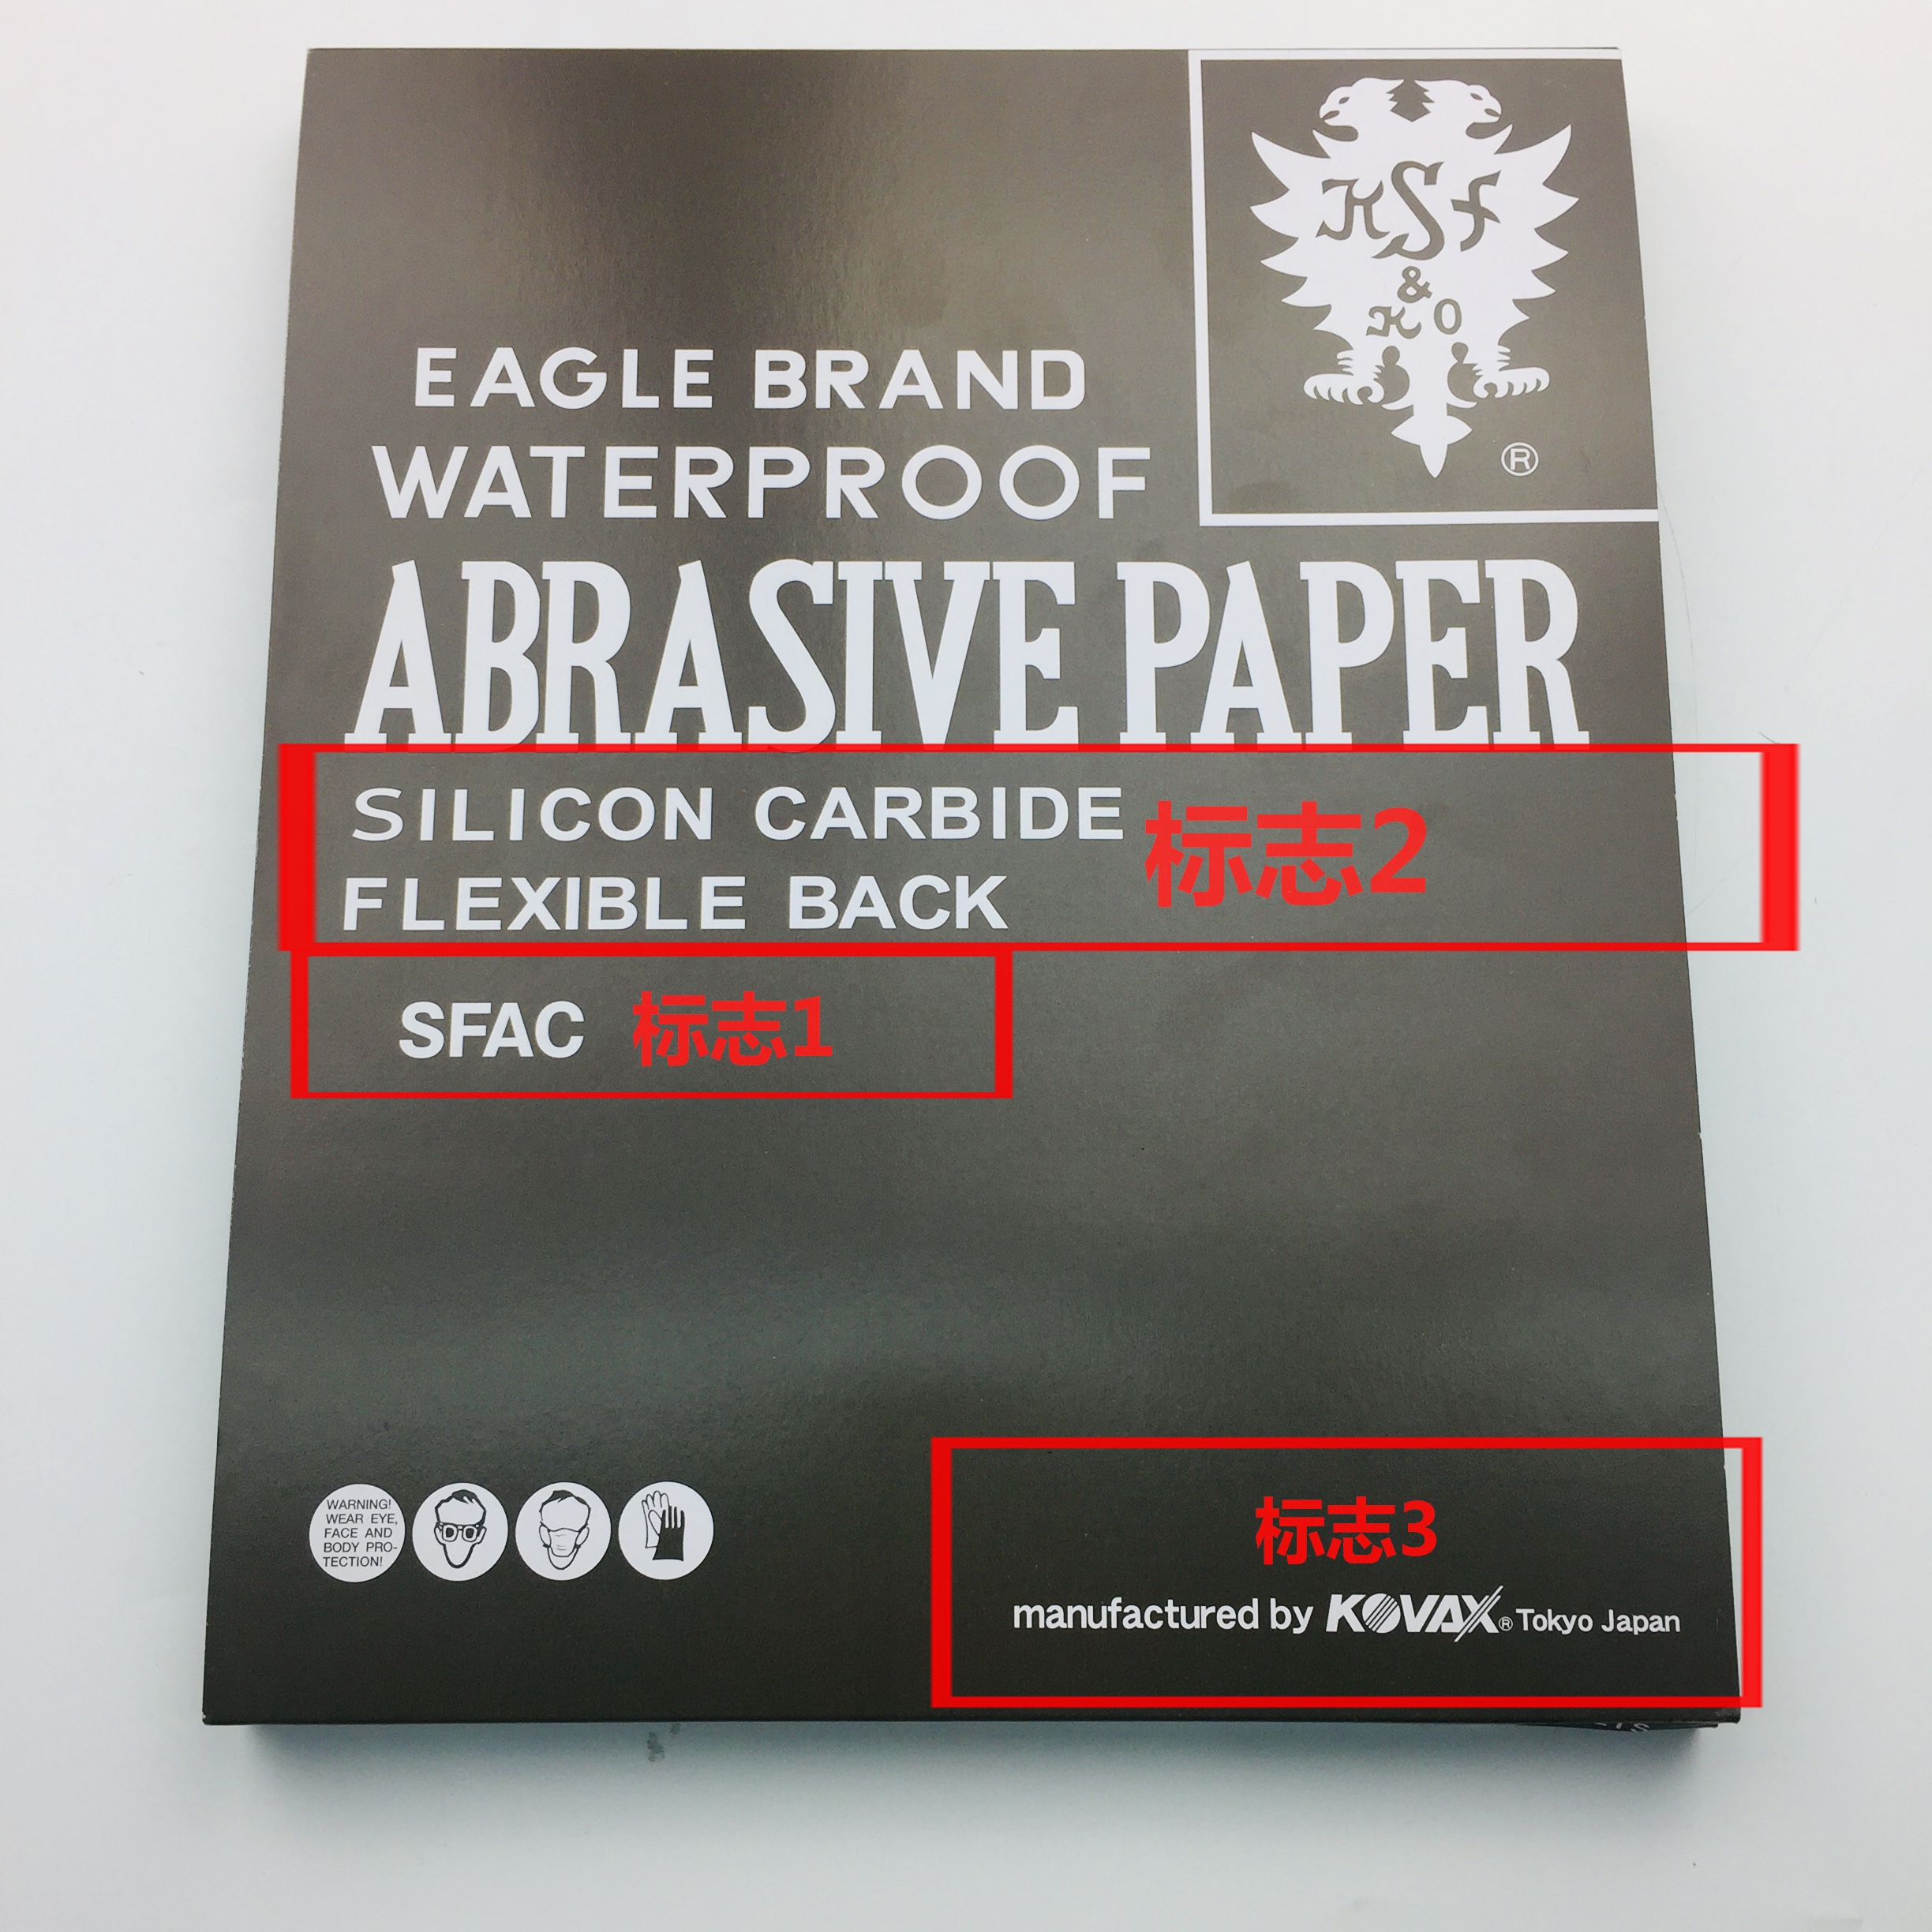 KSf
&
KO
®
EAGLE BRAND
WATERPROOF
ABRASIVE PAPER
SILICON CARBIDE
标志2
FLEXIBLE BACK
SFAC 标志1
标志3
WARNING!
WEAR EYE,
FACE AND
BODY PRO-
TECTION!
manufactured by KOVAX® Tokyo Japan